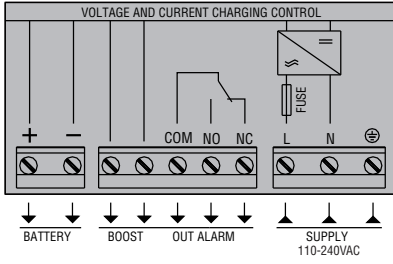 VOLTAGE AND CURRENT CHARGING CONTROL
FUSE
+ − COM NO NC L N
BATTERY BOOST OUT ALARM SUPPLY
110-240VAC